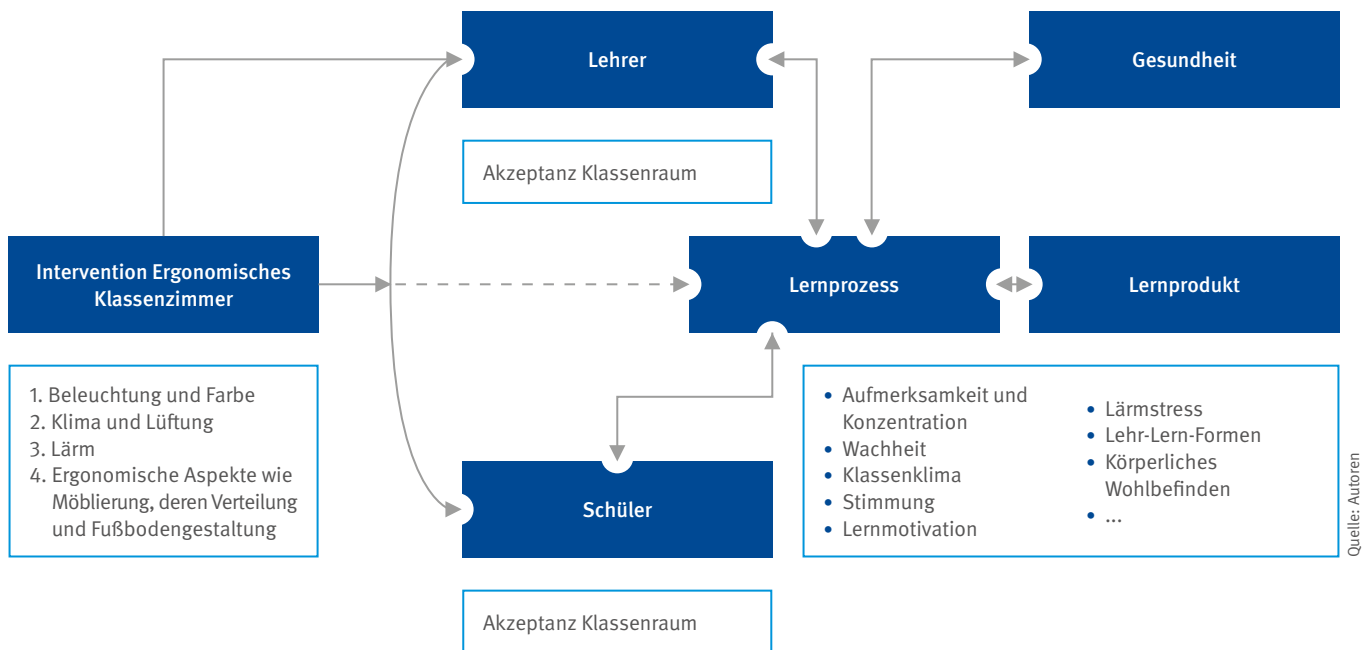 Lehrer
Gesundheit
Akzeptanz Klassenraum
Intervention Ergonomisches
Klassenzimmer
Lernprozess
Lernprodukt
1. Beleuchtung und Farbe
2. Klima und Lüftung
3. Lärm
4. Ergonomische Aspekte wie
Möblierung, deren Verteilung
und Fußbodengestaltung
• Aufmerksamkeit und
Konzentration
• Wachheit
• Klassenklima
• Stimmung
• Lernmotivation
• Lärmstress
• Lehr-Lern-Formen
• Körperliches
Wohlbefinden
• ...
Schüler
Akzeptanz Klassenraum
Quelle: Autoren